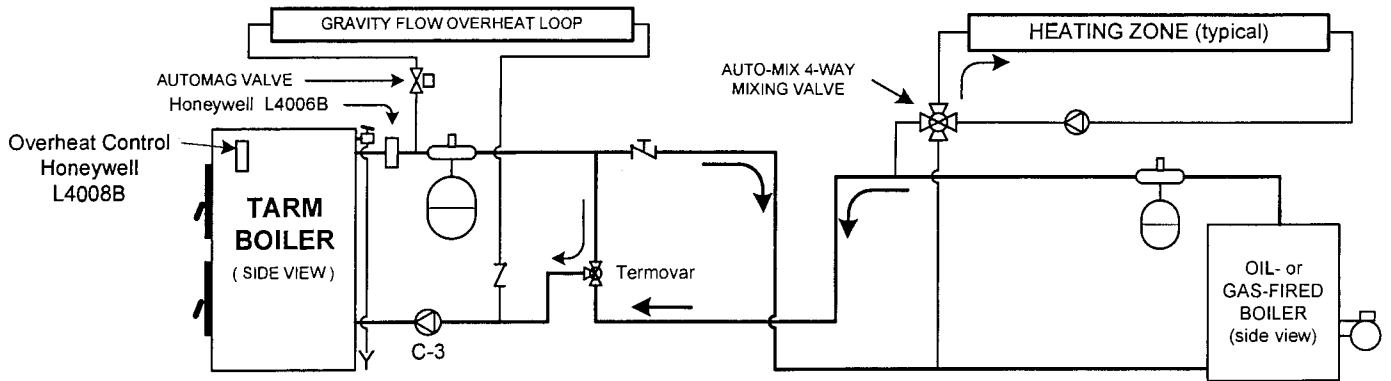 GRAVITY FLOW OVERHEAT LOOP
HEATING ZONE (typical)
AUTOMAG VALVE
Honeywell L4006B
AUTO-MIX 4-WAY
MIXING VALVE
Overheat Control
Honeywell
L4008B
TARM
BOILER
( SIDE VIEW )
Termovar
C-3
OIL- or
GAS-FIRED
BOILER
(side view)